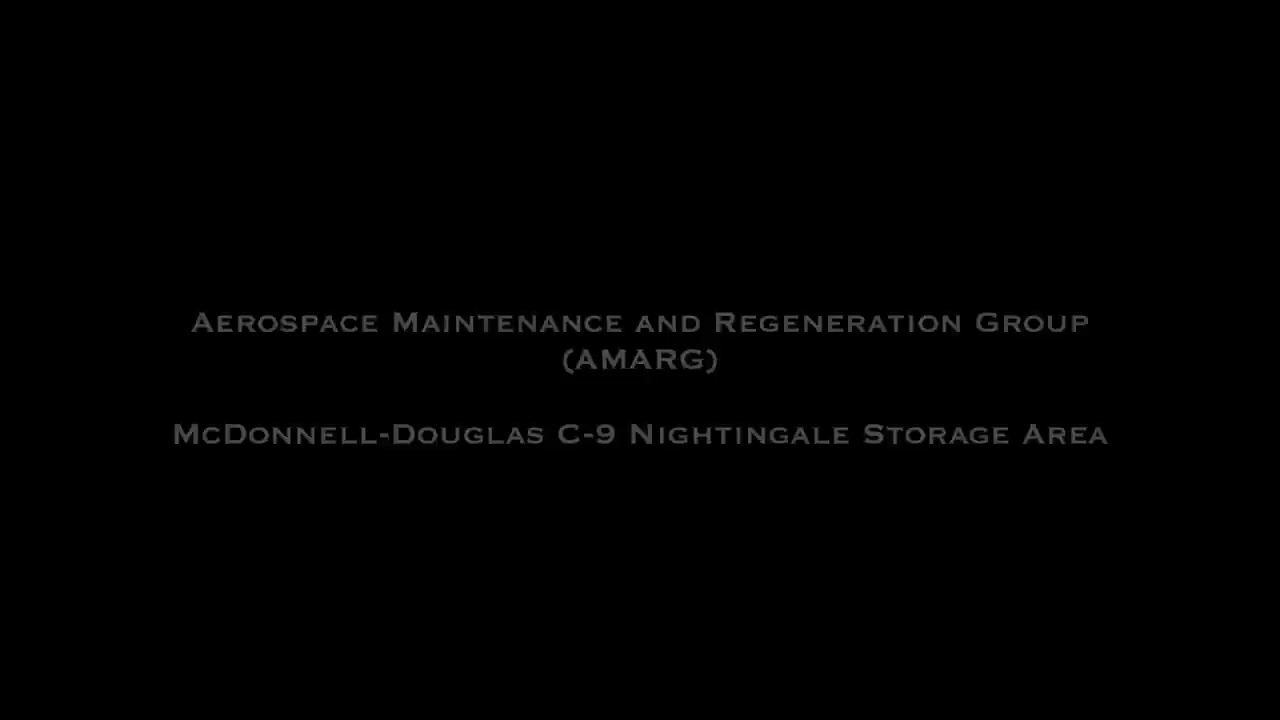 Aerospace Maintenance and Regeneration Group
(AMARG)
McDonnell-Douglas C-9 Nightingale Storage Area